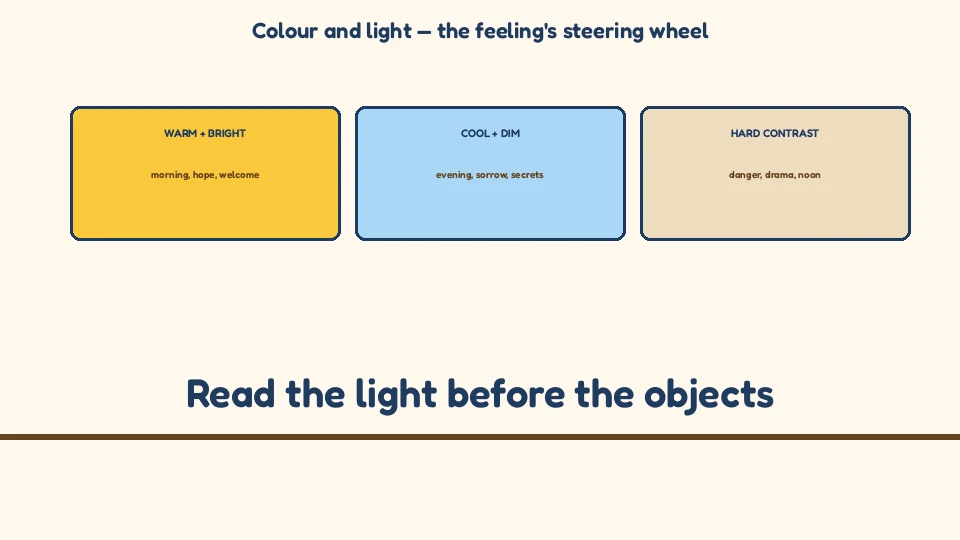 Colour and light — the feeling's steering wheel
WARM + BRIGHT
morning, hope, welcome
COOL + DIM
evening, sorrow, secrets
HARD CONTRAST
danger, drama, noon
Read the light before the objects